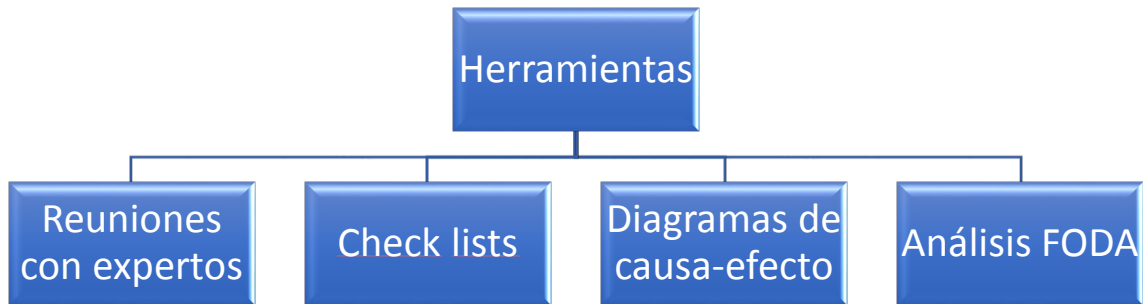 Herramientas
Reuniones
con expertos
Check lists
Diagramas de
causa-efecto
Análisis FODA